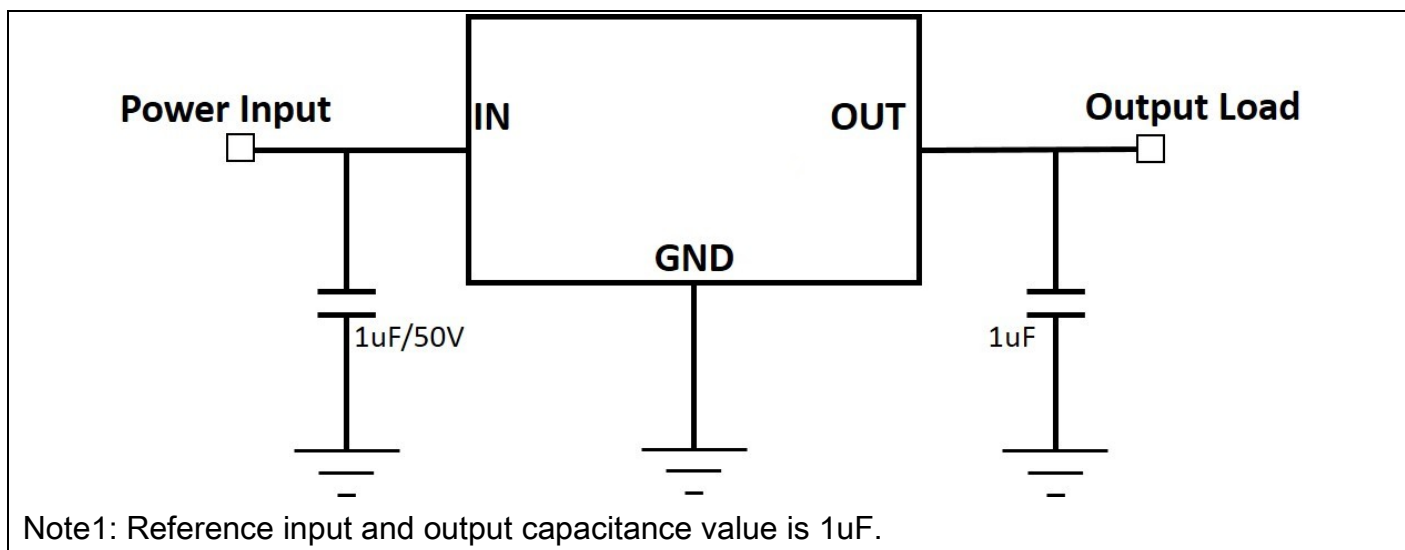 Power Input
IN
OUT
Output Load
GND
1uF/50V
1uF
Note1: Reference input and output capacitance value is 1uF.